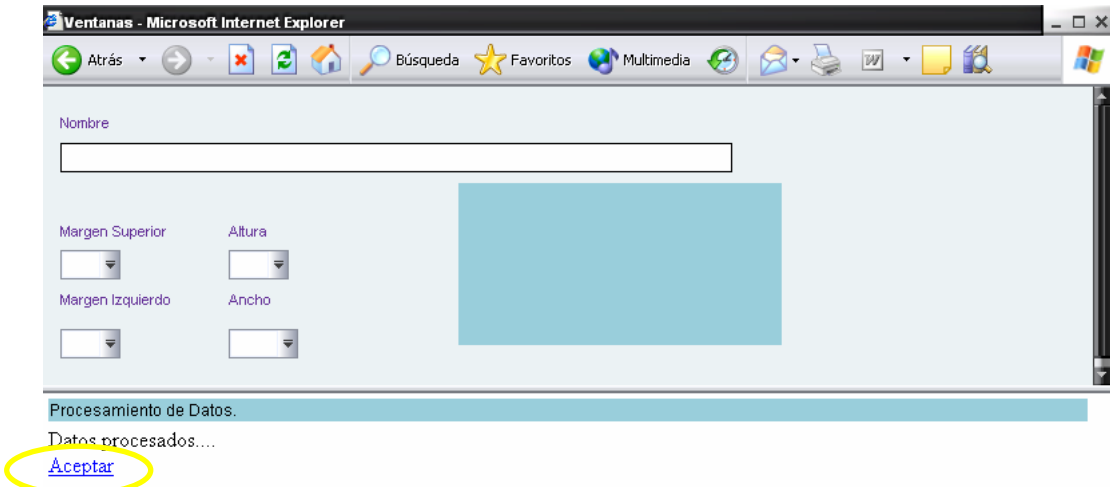 Ventanas - Microsoft Internet Explorer
Atrás Búsqueda Favoritos Multimedia W
Nombre
Margen Superior Altura
Margen Izquierdo Ancho
Procesamiento de Datos.
Datos procesados....
Aceptar